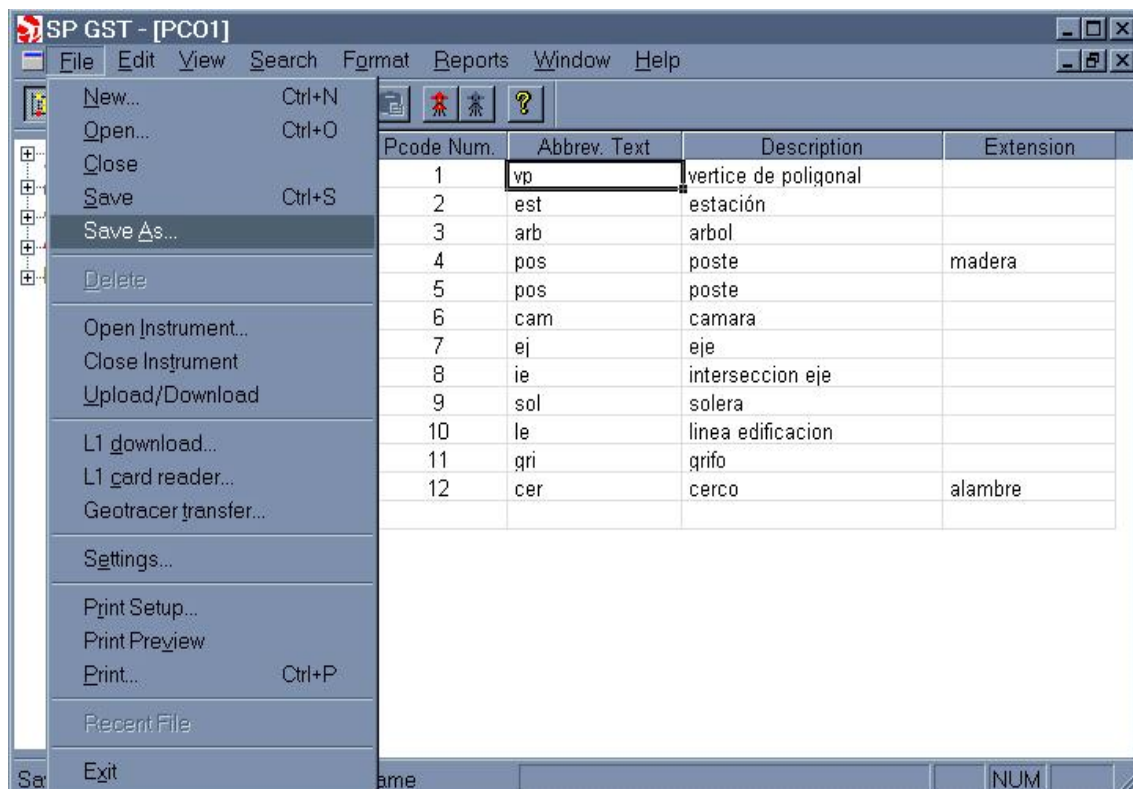 SP GST - [PCO1]
File Edit View Search Format Reports Window Help
New... Ctrl+N
Open... Ctrl+O
Close
Save Ctrl+S
Save As...
Delete
Open Instrument...
Close Instrument
Upload/Download
L1 download...
L1 card reader...
Geotracer transfer...
Settings...
Print Setup...
Print Preview
Print... Ctrl+P
Recent File
Exit
Pcode Num. Abbrev. Text Description Extension
1 vp vertice de poligonal
2 est estación
3 arb arbol
4 pos poste madera
5 pos poste
6 cam camara
7 ej eje
8 ie interseccion eje
9 sol solera
10 le linea edificacion
11 gri grifo
12 cer cerco alambre
NUM